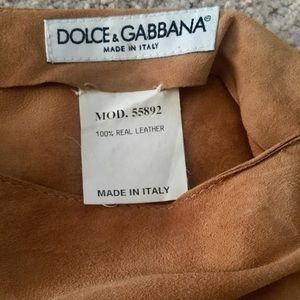 DOLCE & GABBANA®
MADE IN ITALY
MOD. 55892
100% REAL LEATHER
MADE IN ITALY